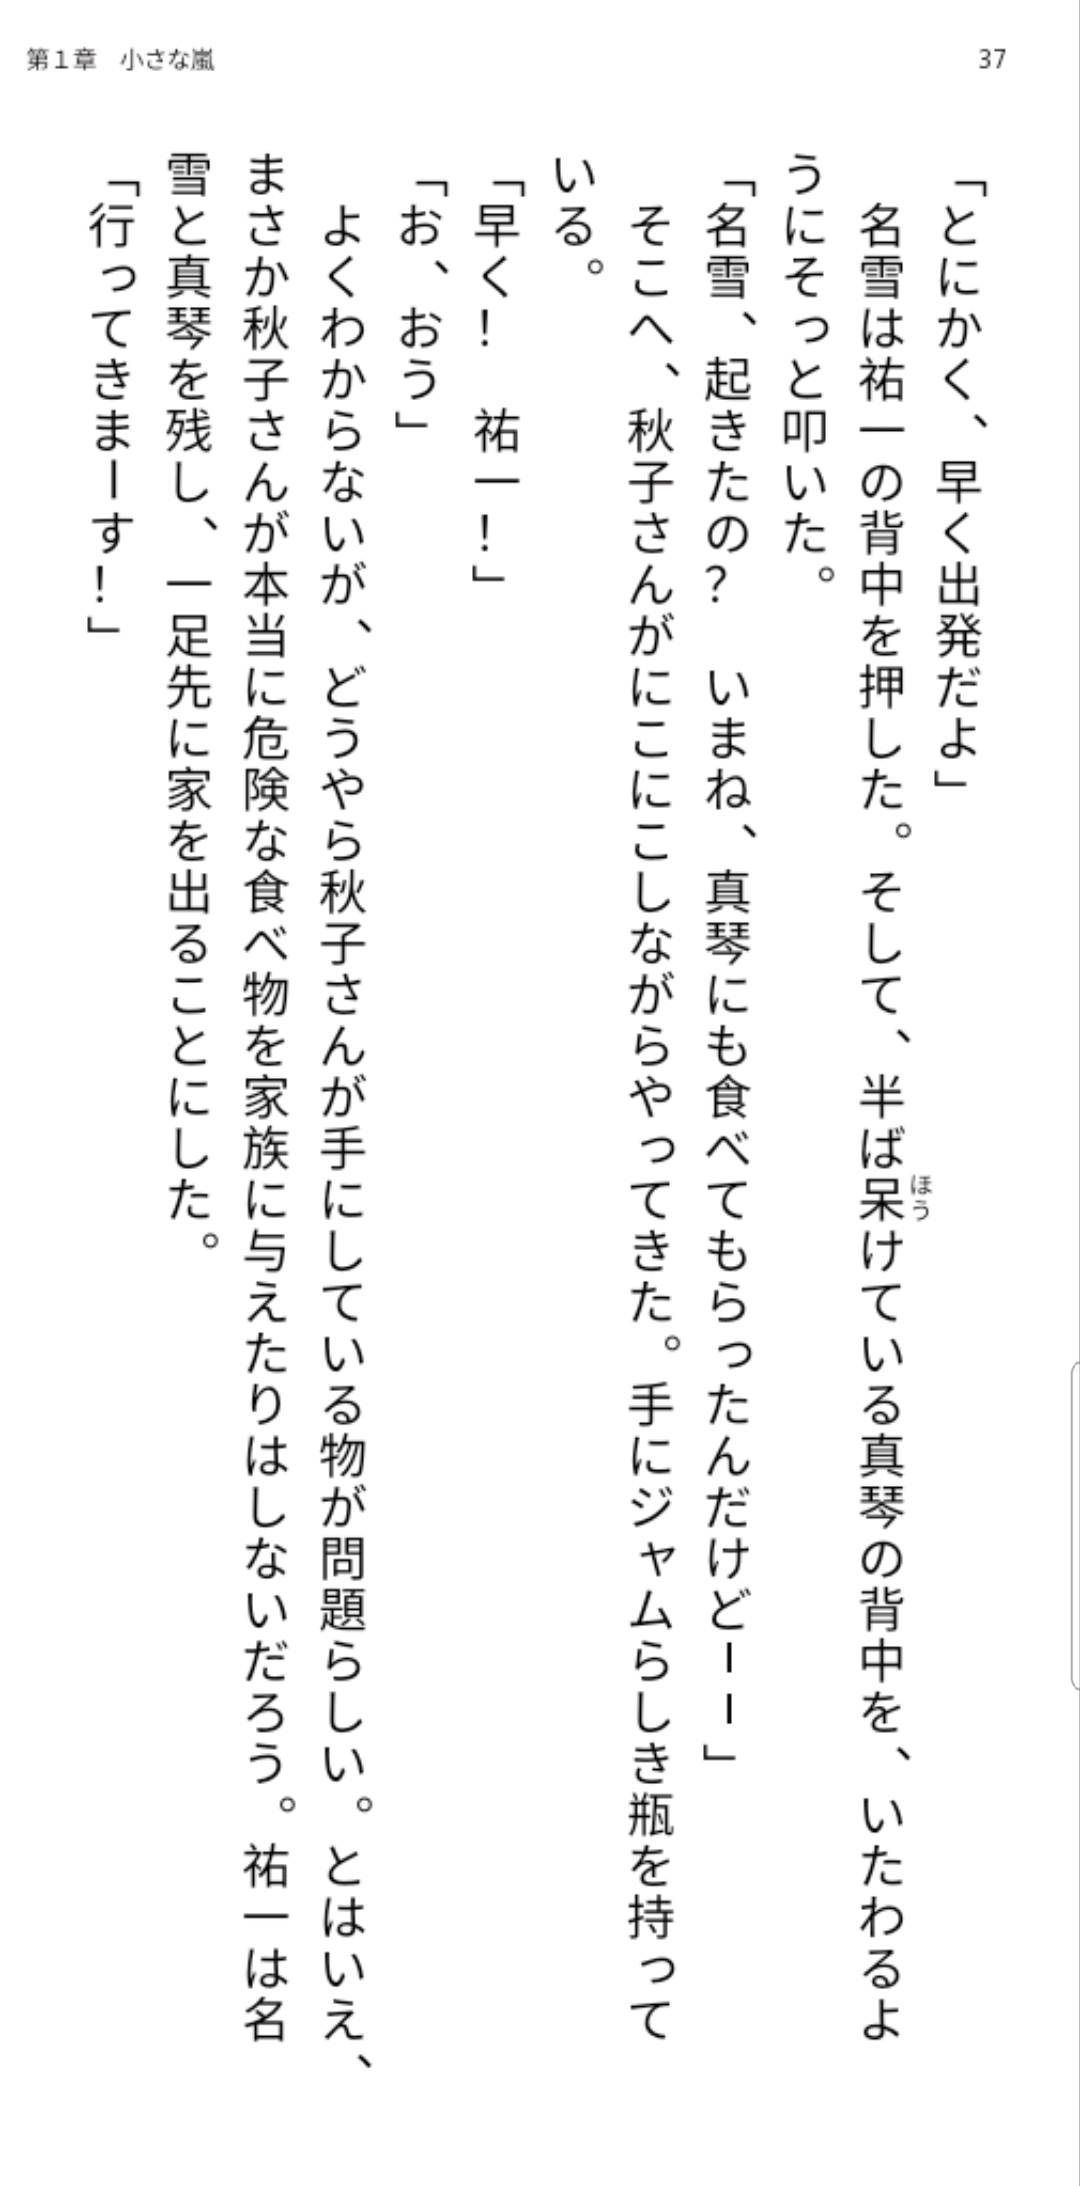 第１章　小さな嵐
37
「とにかく、早く出発だよ」
　名雪は祐一の背中を押した。そして、半ば呆けている真琴の背中を、いたわるよ
ほう
うにそっと叩いた。
「名雪、起きたの？　いまね、真琴にも食べてもらったんだけど――」
　そこへ、秋子さんがにこにこしながらやってきた。手にジャムらしき瓶を持って
いる。
「早く！　祐一！」
「お、おう」
　よくわからないが、どうやら秋子さんが手にしている物が問題らしい。とはいえ、
まさか秋子さんが本当に危険な食べ物を家族に与えたりはしないだろう。祐一は名
雪と真琴を残し、一足先に家を出ることにした。
「行ってきまーす！」